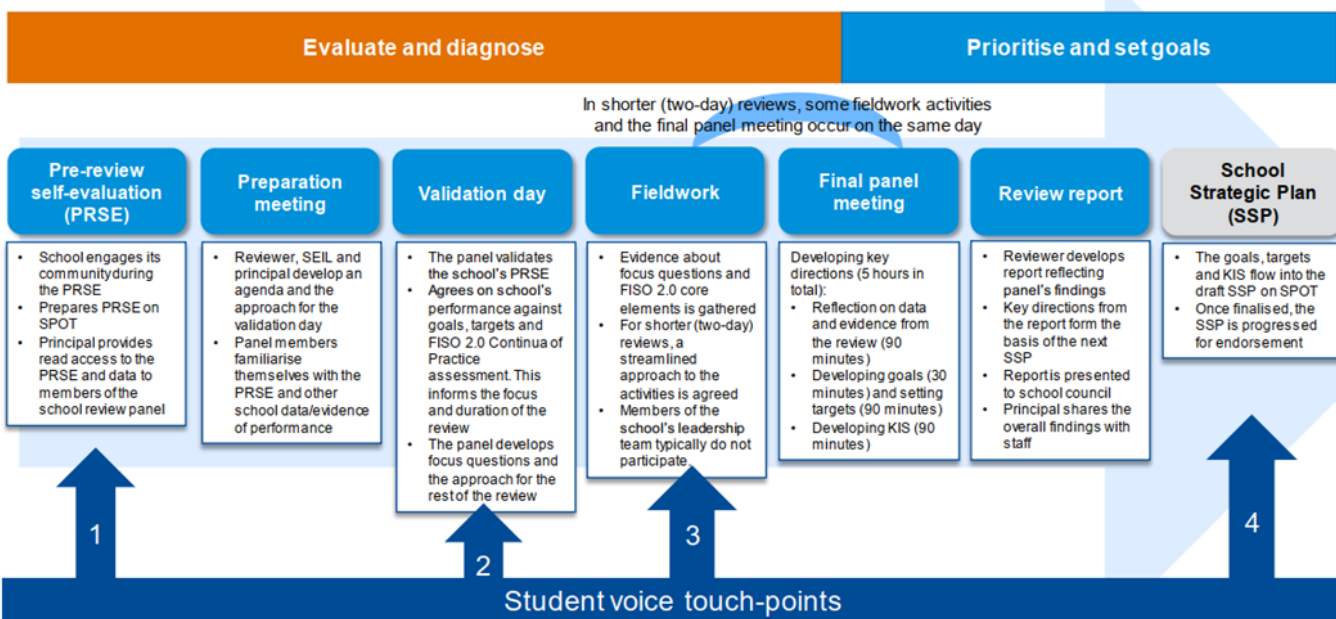 Evaluate and diagnose
Prioritise and set goals
In shorter (two-day) reviews, some fieldwork activities
and the final panel meeting occur on the same day
Pre-review
self-evaluation
(PRSE)
• School engages its
community during
the PRSE
• Prepares PRSE on
SPOT
• Principal provides
read access to the
PRSE and data to
members of the
school review panel
Preparation
meeting
• Reviewer, SEIL and
principal develop an
agenda and the
approach for the
validation day
• Panel members
familiarise
themselves with the
PRSE and other
school data/evidence
of performance
Validation day
• The panel validates
the school's PRSE
• Agrees on school's
performance against
goals, targets and
FISO 2.0 Continua of
Practice
assessment. This
informs the focus
and duration of the
review
• The panel develops
focus questions and
the approach for the
rest of the review
Fieldwork
• Evidence about
focus questions and
FISO 2.0 core
elements is gathered
• For shorter (two-day)
reviews, a
streamlined
approach to the
activities is agreed
• Members of the
school's leadership
team typically do not
participate.
Final panel
meeting
Developing key
directions (5 hours in
total):
• Reflection on data
and evidence from
the review (90
minutes)
• Developing goals (30
minutes) and setting
targets (90 minutes)
• Developing KIS (90
minutes)
Review report
• Reviewer develops
report reflecting
panel's findings
• Key directions from
the report form the
basis of the next
SSP
• Report is presented
to school council
• Principal shares the
overall findings with
staff
School
Strategic Plan
(SSP)
• The goals, targets
and KIS flow into the
draft SSP on SPOT
• Once finalised, the
SSP is progressed
for endorsement
1
2
3
4
Student voice touch-points